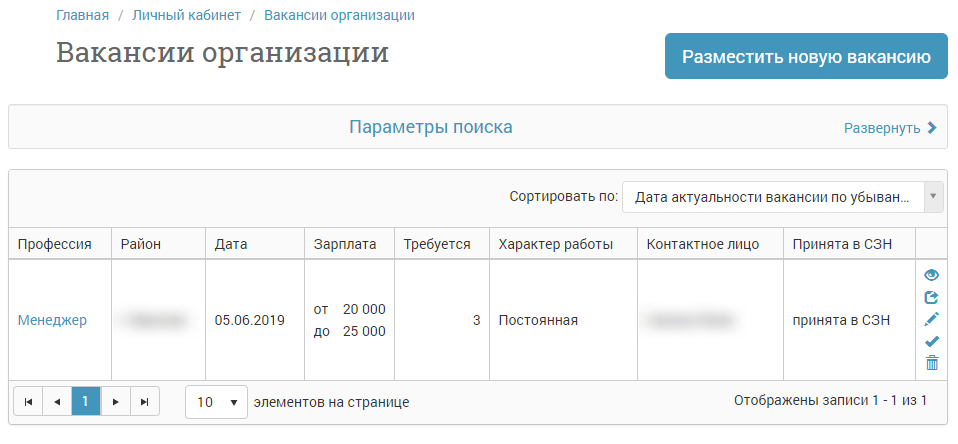 Главная / Личный кабинет / Вакансии организации
Вакансии организации
Разместить новую вакансию
Параметры поиска
Развернуть
Сортировать по: Дата актуальности вакансии по убыван...
Профессия Район Дата Зарплата Требуется Характер работы Контактное лицо Принята в СЗН
Менеджер 05.06.2019 от 20 000 3 Постоянная принята в СЗН
до 25 000
1 10 элементов на странице Отображены записи 1 - 1 из 1